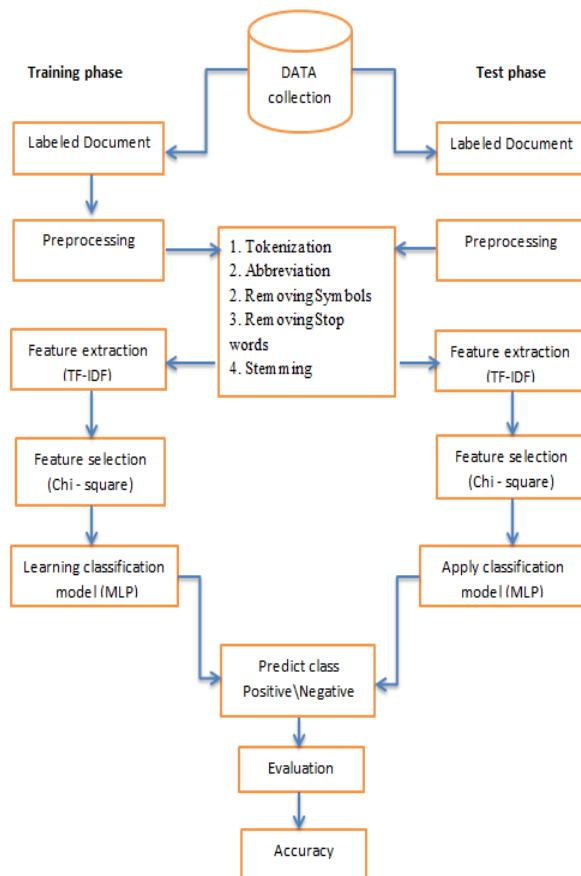 Training phase
DATA
collection
Test phase
Labeled Document
Labeled Document
Preprocessing
1. Tokenization
2. Abbreviation
2. RemovingSymbols
3. RemovingStop
words
4. Stemming
Preprocessing
Feature extraction
(TF-IDF)
Feature extraction
(TF-IDF)
Feature selection
(Chi - square)
Feature selection
(Chi - square)
Learning classification
model (MLP)
Apply classification
model (MLP)
Predict class
Positive\Negative
Evaluation
Accuracy